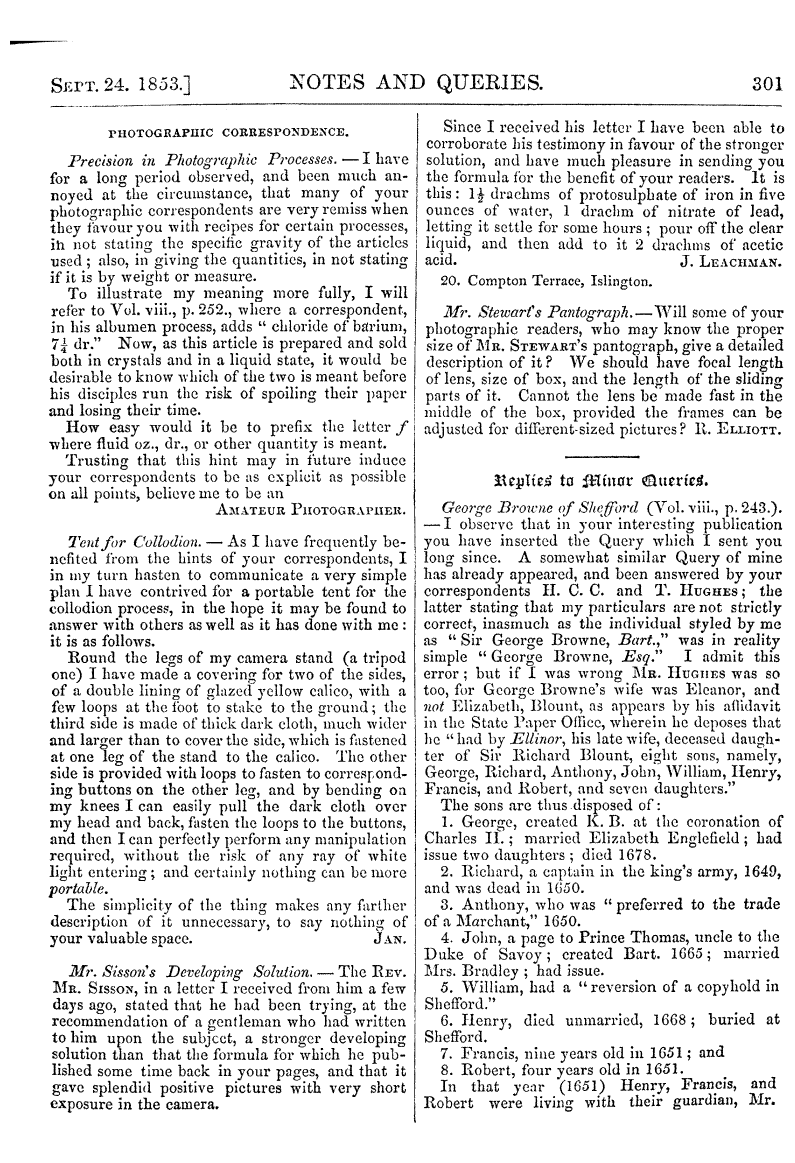 SEPT. 24. 1853.] NOTES AND QUERIES. 301
PHOTOGRAPHIC CORRESPONDENCE.
Precision in Photographic Processes. — I have
for a long period observed, and been much an-
noyed at the circumstance, that many of your
photographic correspondents are very remiss when
they favour you with recipes for certain processes,
in not stating the specific gravity of the articles
used ; also, in giving the quantities, in not stating
if it is by weight or measure.
To illustrate my meaning more fully, I will
refer to Vol. viii., p. 252., where a correspondent,
in his albumen process, adds " chloride of barium,
7¼ dr." Now, as this article is prepared and sold
both in crystals and in a liquid state, it would be
desirable to know which of the two is meant before
his disciples run the risk of spoiling their paper
and losing their time.
How easy would it be to prefix the letter f
where fluid oz., dr., or other quantity is meant.
Trusting that this hint may in future induce
your correspondents to be as explicit as possible
on all points, believe me to be an
AMATEUR PHOTOGRAPHER.
Tent for Collodion. — As I have frequently be-
nefited from the hints of your correspondents, I
in my turn hasten to communicate a very simple
plan I have contrived for a portable tent for the
collodion process, in the hope it may be found to
answer with others as well as it has done with me :
it is as follows.
Round the legs of my camera stand (a tripod
one) I have made a covering for two of the sides,
of a double lining of glazed yellow calico, with a
few loops at the foot to stake to the ground ; the
third side is made of thick dark cloth, much wider
and larger than to cover the side, which is fastened
at one leg of the stand to the calico. The other
side is provided with loops to fasten to correspond-
ing buttons on the other leg, and by bending on
my knees I can easily pull the dark cloth over
my head and back, fasten the loops to the buttons,
and then I can perfectly perform any manipulation
required, without the risk of any ray of white
light entering ; and certainly nothing can be more
portable.
The simplicity of the thing makes any farther
description of it unnecessary, to say nothing of
your valuable space. JAN.
Mr. Sisson's Developing Solution. — The REV.
MR. SISSON, in a letter I received from him a few
days ago, stated that he had been trying, at the
recommendation of a gentleman who had written
to him upon the subject, a stronger developing
solution than that the formula for which he pub-
lished some time back in your pages, and that it
gave splendid positive pictures with very short
exposure in the camera.
Since I received his letter I have been able to
corroborate his testimony in favour of the stronger
solution, and have much pleasure in sending you
the formula for the benefit of your readers. It is
this : 1½ drachms of protosulphate of iron in five
ounces of water, 1 drachm of nitrate of lead,
letting it settle for some hours ; pour off the clear
liquid, and then add to it 2 drachms of acetic
acid. J. LEACHMAN.
20. Compton Terrace, Islington.
Mr. Stewart's Pantograph. — Will some of your
photographic readers, who may know the proper
size of MR. STEWART'S pantograph, give a detailed
description of it ? We should have focal length
of lens, size of box, and the length of the sliding
parts of it. Cannot the lens be made fast in the
middle of the box, provided the frames can be
adjusted for different-sized pictures ? R. ELLIOTT.
Replies to Minor Queries.
George Browne of Shefford (Vol. viii., p. 243.).
— I observe that in your interesting publication
you have inserted the Query which I sent you
long since. A somewhat similar Query of mine
has already appeared, and been answered by your
correspondents H. C. C. and T. HUGHES ; the
latter stating that my particulars are not strictly
correct, inasmuch as the individual styled by me
as " Sir George Browne, Bart.," was in reality
simple " George Browne, Esq." I admit this
error ; but if I was wrong MR. HUGHES was so
too, for George Browne's wife was Eleanor, and
not Elizabeth, Blount, as appears by his affidavit
in the State Paper Office, wherein he deposes that
he " had by Ellinor, his late wife, deceased daugh-
ter of Sir Richard Blount, eight sons, namely,
George, Richard, Anthony, John, William, Henry,
Francis, and Robert, and seven daughters."
The sons are thus disposed of :
1. George, created K. B. at the coronation of
Charles II. ; married Elizabeth Englefield ; had
issue two daughters ; died 1678.
2. Richard, a captain in the king's army, 1649,
and was dead in 1650.
3. Anthony, who was " preferred to the trade
of a Marchant," 1650.
4. John, a page to Prince Thomas, uncle to the
Duke of Savoy ; created Bart. 1665 ; married
Mrs. Bradley ; had issue.
5. William, had a " reversion of a copyhold in
Shefford."
6. Henry, died unmarried, 1668 ; buried at
Shefford.
7. Francis, nine years old in 1651 ; and
8. Robert, four years old in 1651.
In that year (1651) Henry, Francis, and
Robert were living with their guardian, Mr.